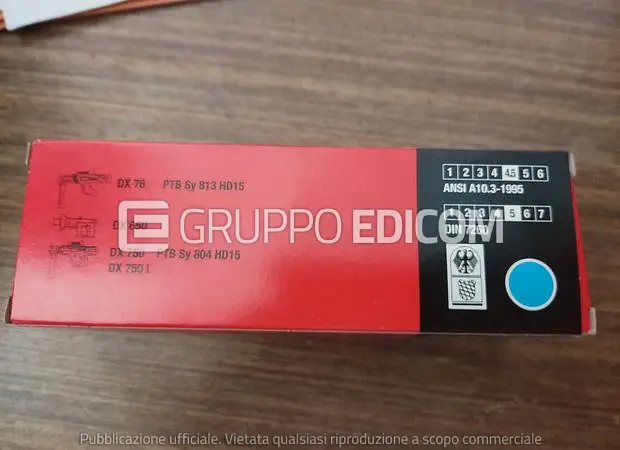 DX 76 PTB Sy 813 HD15
DX 650
DX 750 PTB Sy 804 HD15
DX 750 L
1 2 3 4 4.5 5 6
ANSI A10.3-1995
1 2 3 4 5 6 7
DIN 7260
GRUPPO EDICOM
Pubblicazione ufficiale. Vietata qualsiasi riproduzione a scopo commerciale